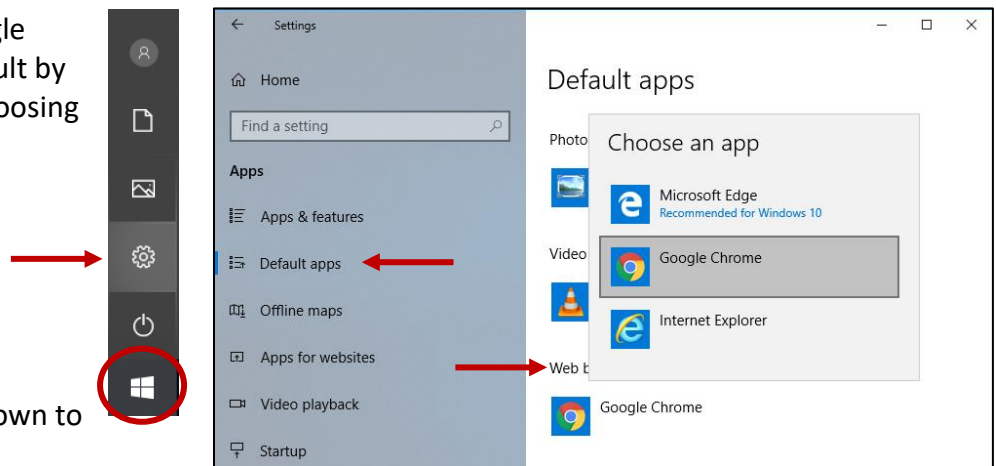 gle
ult by
oosing
own to
Settings
Home
Find a setting
Apps
Apps & features
Default apps
Offline maps
Apps for websites
Video playback
Startup
Default apps
Photo
Video
Web b
Google Chrome
Choose an app
Microsoft Edge
Recommended for Windows 10
Google Chrome
Internet Explorer